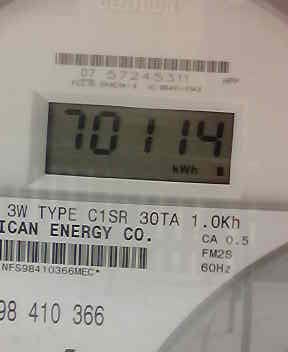 07 57245311
70114
kWh
3W TYPE C1SR 30TA 1.0Kh
ICAN ENERGY CO.
CA 0.5
FM2S
60Hz
NFS98410366MEC*
98 410 366